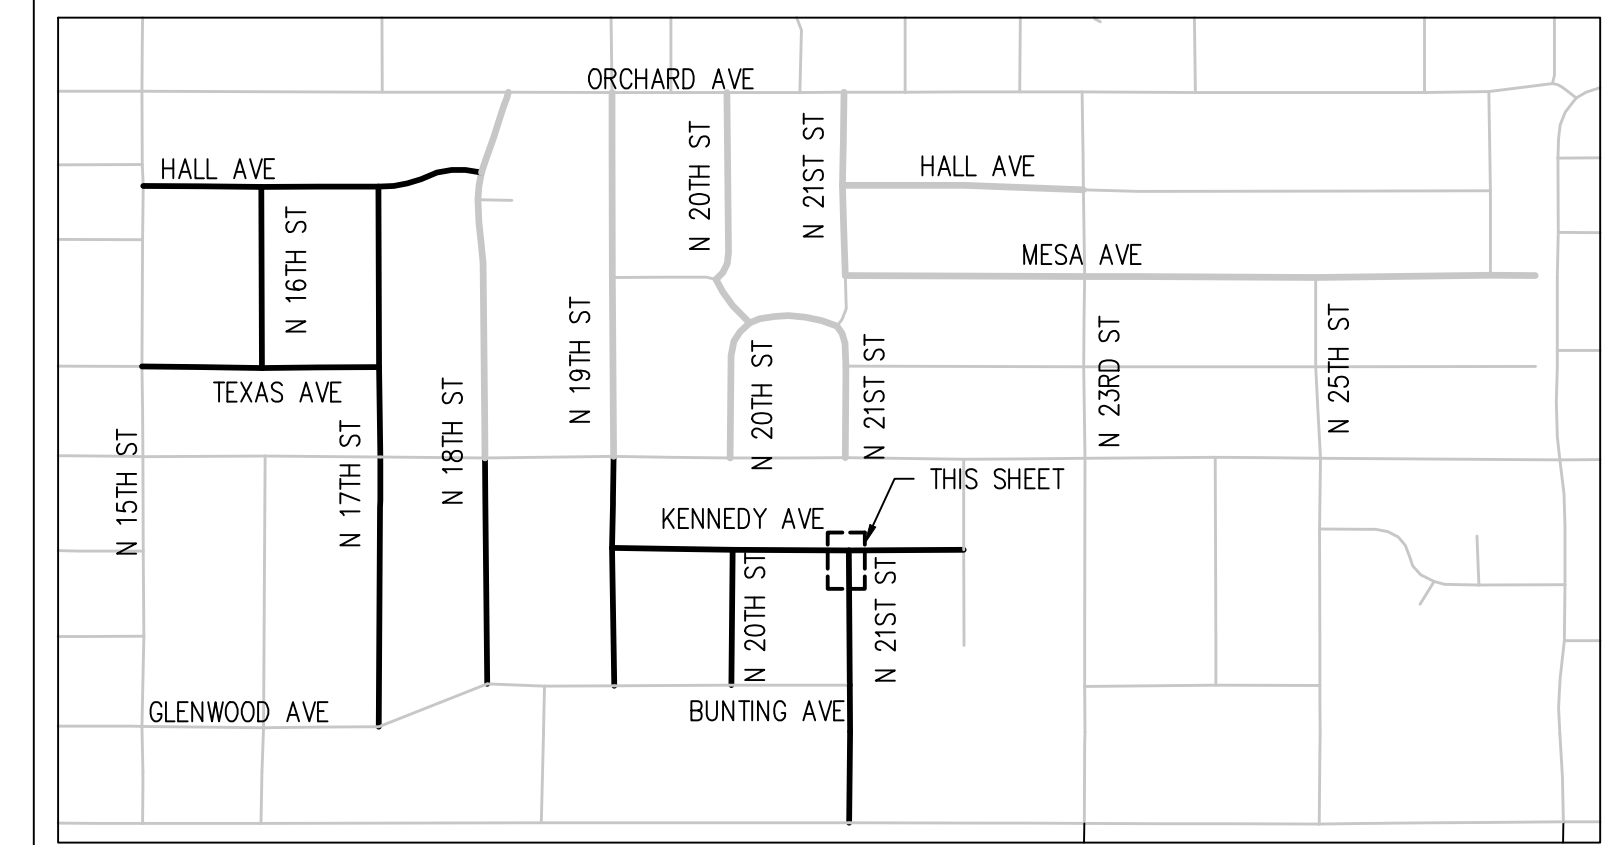 ORCHARD AVE
HALL AVE
N 20TH ST
N 21ST ST
HALL AVE
MESA AVE
N 16TH ST
N 19TH ST
N 23RD ST
N 25TH ST
N 20TH ST
N 21ST ST
TEXAS AVE
N 15TH ST
N 17TH ST
N 18TH ST
THIS SHEET
KENNEDY AVE
N 20TH ST
N 21ST ST
GLENWOOD AVE
BUNTING AVE